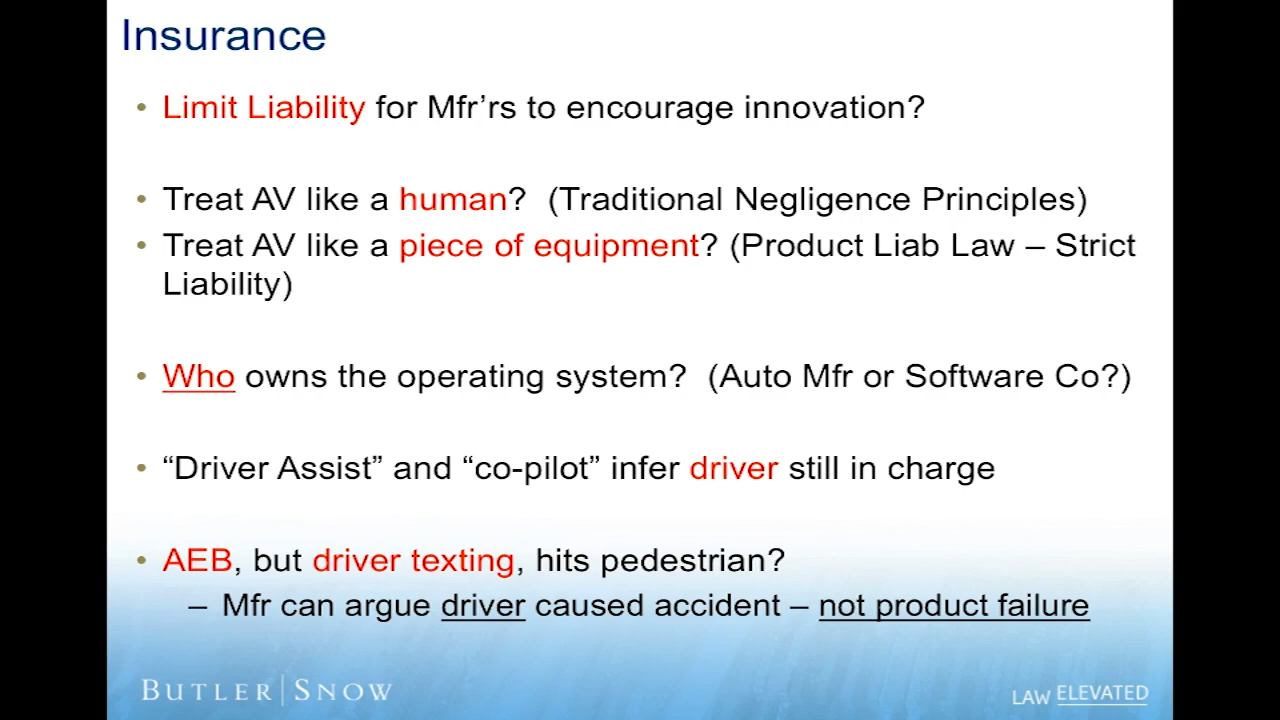 Insurance
• Limit Liability for Mfr’rs to encourage innovation?
• Treat AV like a human? (Traditional Negligence Principles)
• Treat AV like a piece of equipment? (Product Liab Law – Strict
Liability)
• Who owns the operating system? (Auto Mfr or Software Co?)
• “Driver Assist” and “co-pilot” infer driver still in charge
• AEB, but driver texting, hits pedestrian?
– Mfr can argue driver caused accident – not product failure
BUTLER | SNOW
LAW ELEVATED